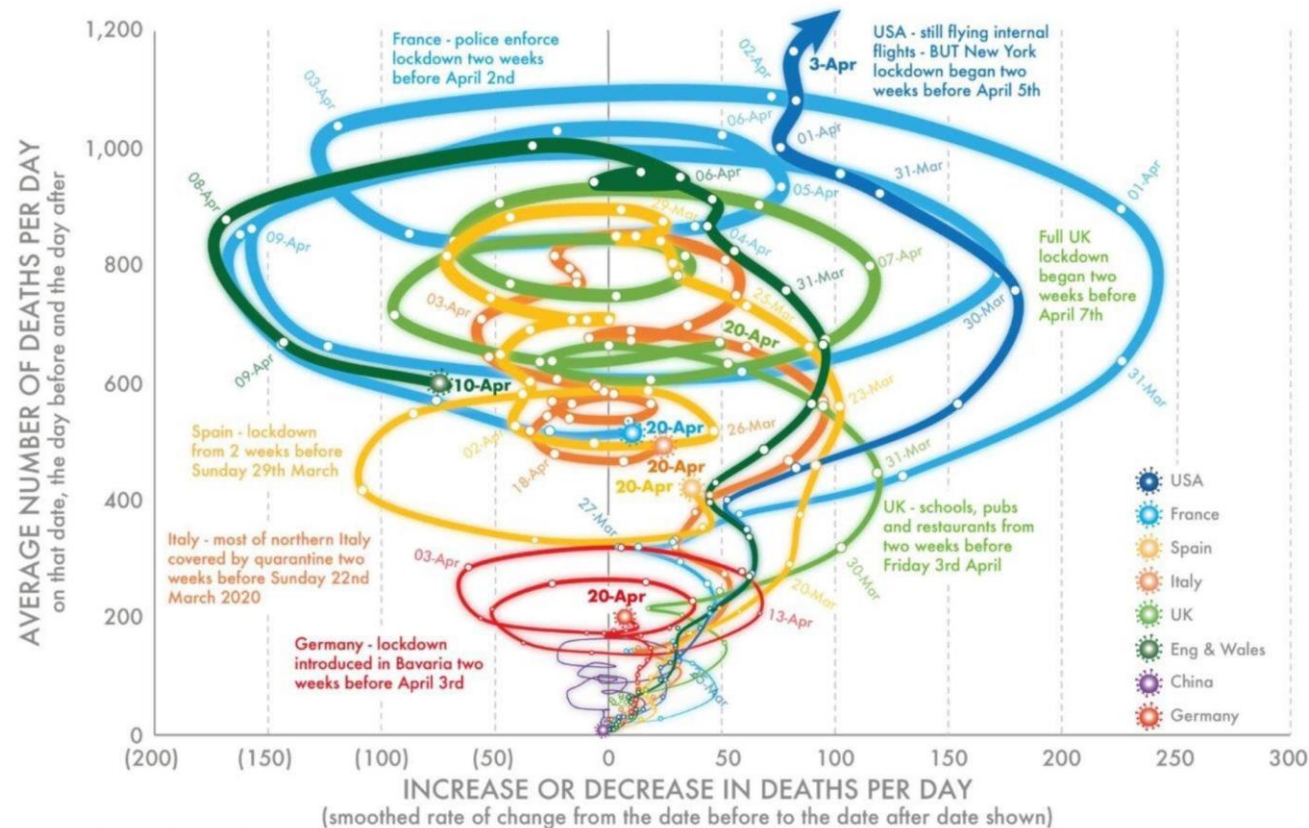 1,200
1,000
800
600
400
200
0
AVERAGE NUMBER OF DEATHS PER DAY
on that date, the day before and the day after
France - police enforce
lockdown two weeks
before April 2nd
USA - still flying internal
flights - BUT New York
lockdown began two
weeks before April 5th
3-Apr
02-Apr
03-Apr
06-Apr
01-Apr
31-Mar
01-Apr
06-Apr
05-Apr
08-Apr
09-Apr
29-Mar
04-Apr
07-Apr
Full UK
lockdown
began two
weeks before
April 7th
31-Mar
25-Mar
30-Mar
03-Apr
20-Apr
09-Apr
10-Apr
31-Mar
23-Mar
Spain - lockdown
from 2 weeks before
Sunday 29th March
02-Apr
20-Apr
26-Mar
31-Mar
18-Apr
20-Apr
20-Apr
27-Mar
UK - schools, pubs
and restaurants from
two weeks before
Friday 3rd April
Italy - most of northern Italy
covered by quarantine two
weeks before Sunday 22nd
March 2020
03-Apr
30-Mar
20-Apr
20-Mar
13-Apr
Germany - lockdown
introduced in Bavaria two
weeks before April 3rd
USA
France
Spain
Italy
UK
Eng & Wales
China
Germany
(200)
(150)
(100)
(50)
0
50
100
150
200
250
300
INCREASE OR DECREASE IN DEATHS PER DAY
(smoothed rate of change from the date before to the date after date shown)